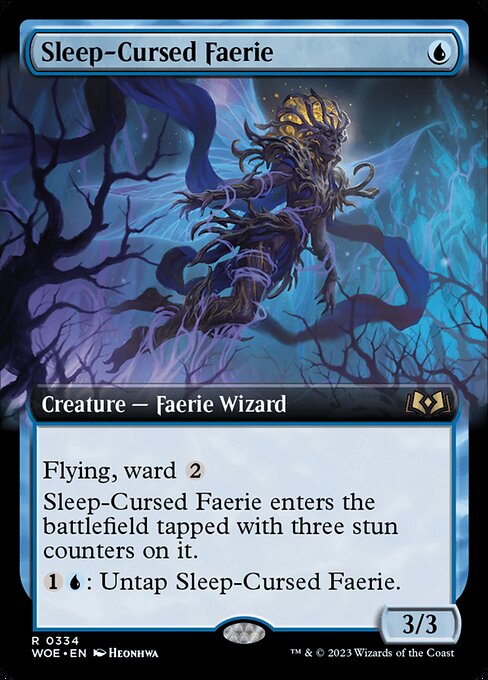 Sleep-Cursed Faerie
Creature — Faerie Wizard
Flying, ward 2
Sleep-Cursed Faerie enters the
battlefield tapped with three stun
counters on it.
1: Untap Sleep-Cursed Faerie.
3/3
R 0334
WOE • EN Heonhwa
™ & © 2023 Wizards of the Coast